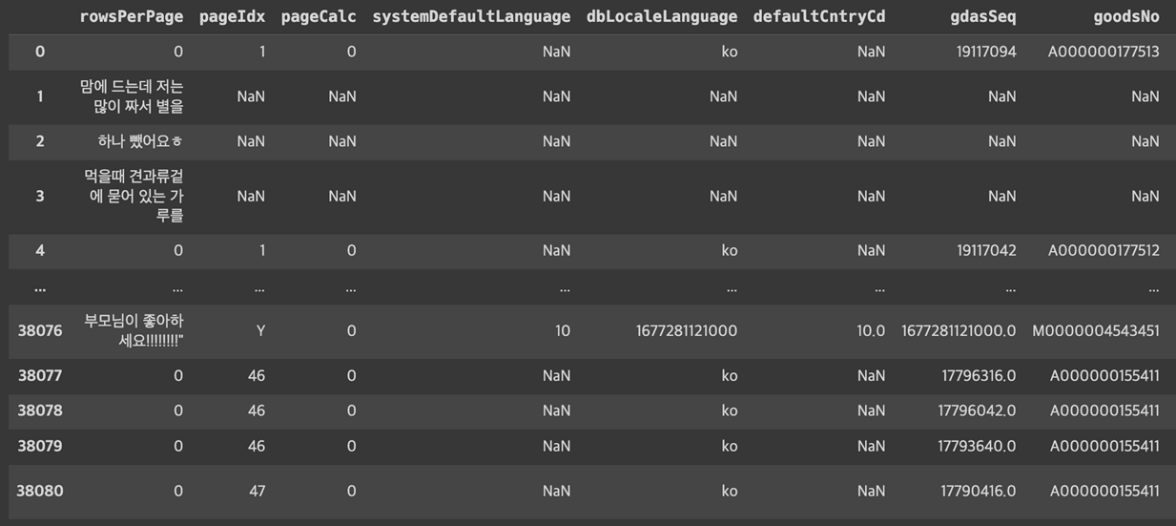 rowsPerPage pageIdx pageCalc systemDefaultLanguage dbLocaleLanguage defaultCntryCd gdasSeq goodsNo
0 0 1 0 NaN ko NaN 19117094 A000000177513
맘에 드는데 저는
1 NaN NaN NaN NaN NaN NaN NaN
많이 짜서 별을
2 하나 뺐어요ㅎ NaN NaN NaN NaN NaN NaN NaN
먹을때 견과류겉
3 에 묻어 있는 가 NaN NaN NaN NaN NaN NaN NaN
루를
4 0 1 0 NaN ko NaN 19117042 A000000177512
... ... ... ... ... ... ... ... ...
부모님이 좋아하
38076 Y 0 10 1677281121000 10.0 1677281121000.0 M0000004543451
세요!!!!!!!!"
38077 0 46 0 NaN ko NaN 17796316.0 A000000155411
38078 0 46 0 NaN ko NaN 17796042.0 A000000155411
38079 0 46 0 NaN ko NaN 17793640.0 A000000155411
38080 0 47 0 NaN ko NaN 17790416.0 A000000155411